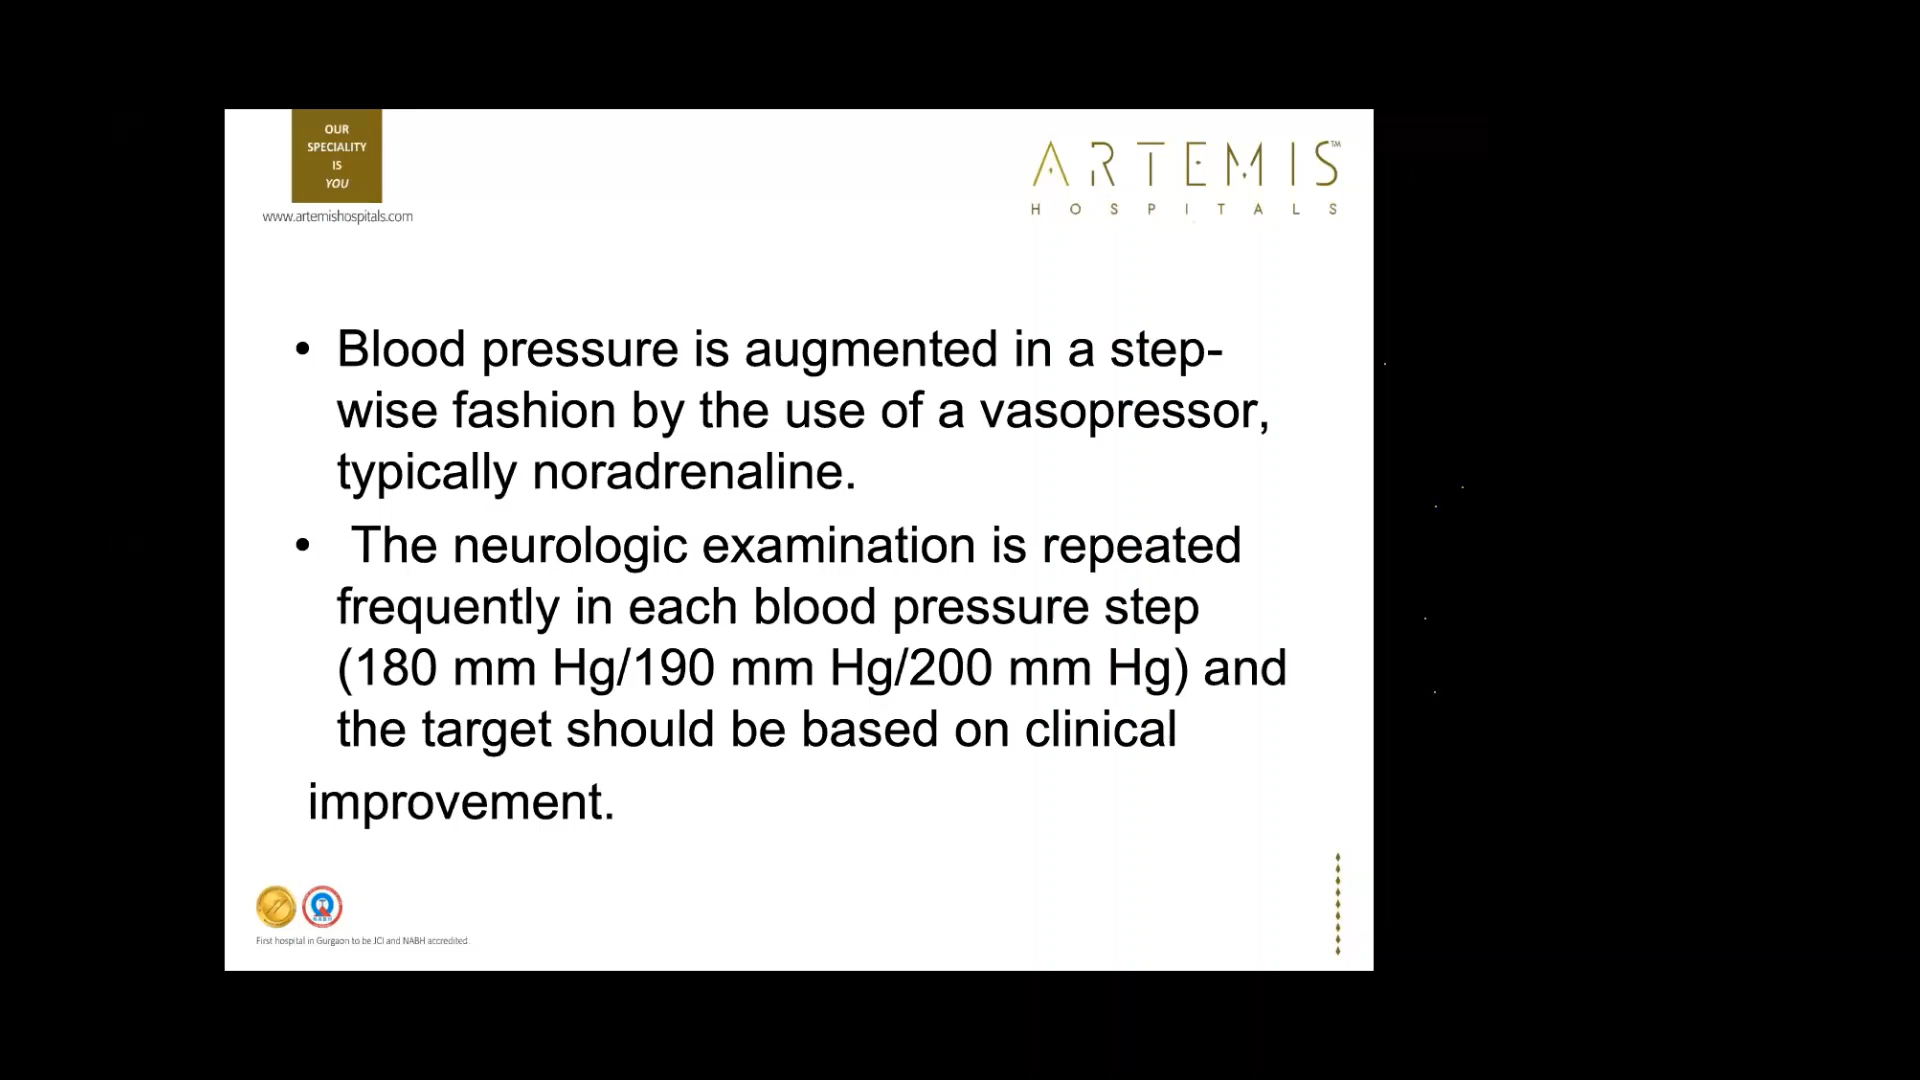 OUR
SPECIALITY
IS
YOU
www.artemishospitals.com
ARTEMIS™
HOSPITALS
• Blood pressure is augmented in a step-
wise fashion by the use of a vasopressor,
typically noradrenaline.
• The neurologic examination is repeated
frequently in each blood pressure step
(180 mm Hg/190 mm Hg/200 mm Hg) and
the target should be based on clinical
improvement.
First hospital in Gurgaon to be JCI and NABH accredited.